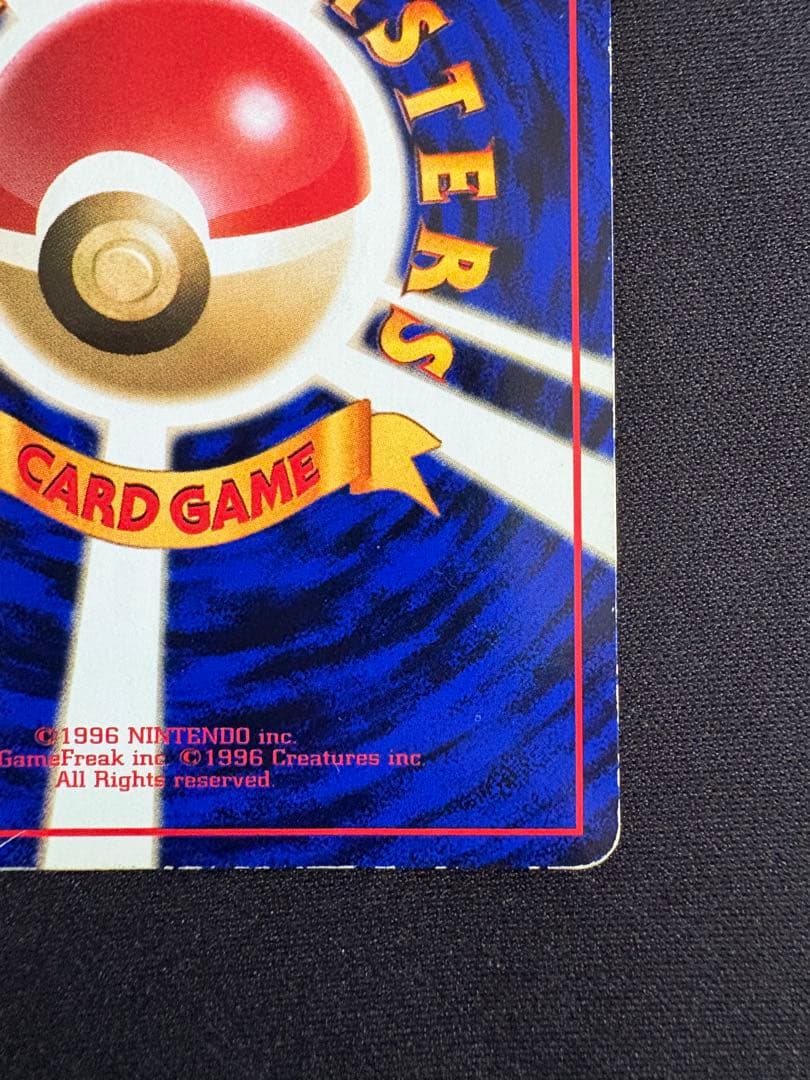 STERS
CARD GAME
©1996 NINTENDO inc.
GameFreak inc. ©1996 Creatures inc.
All Rights reserved.